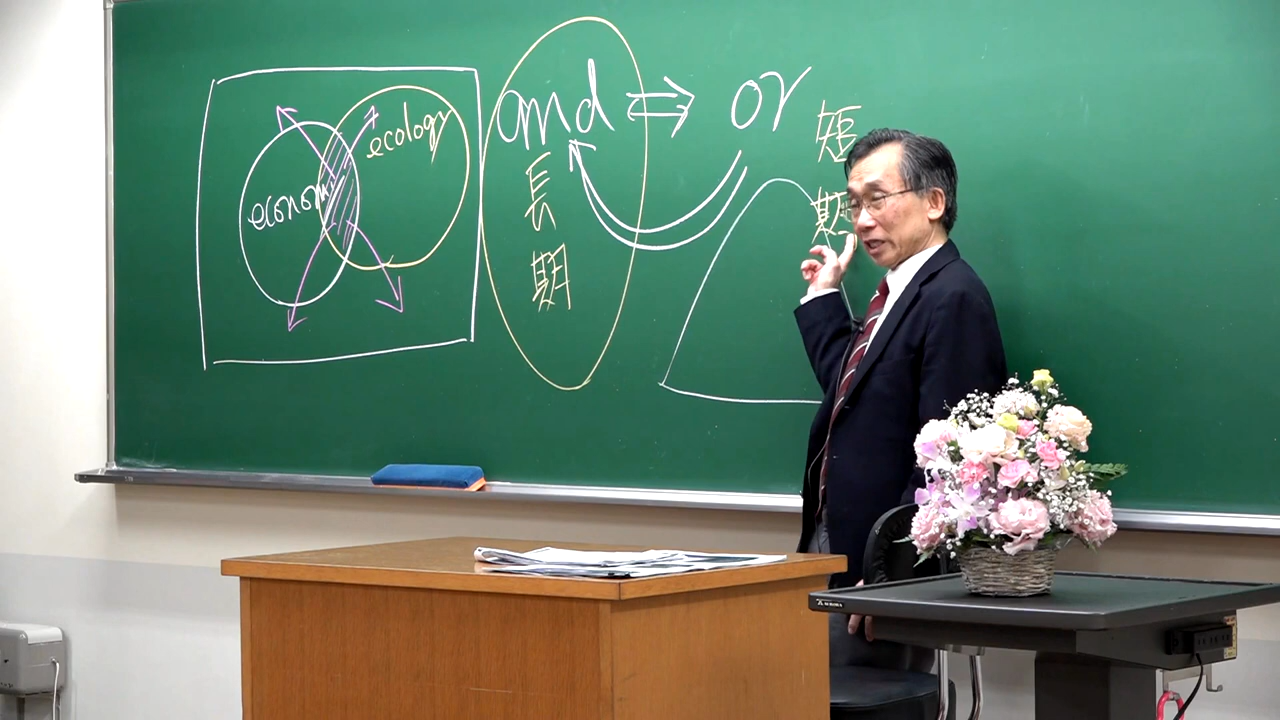 economy
ecology
and
長期
or
短期